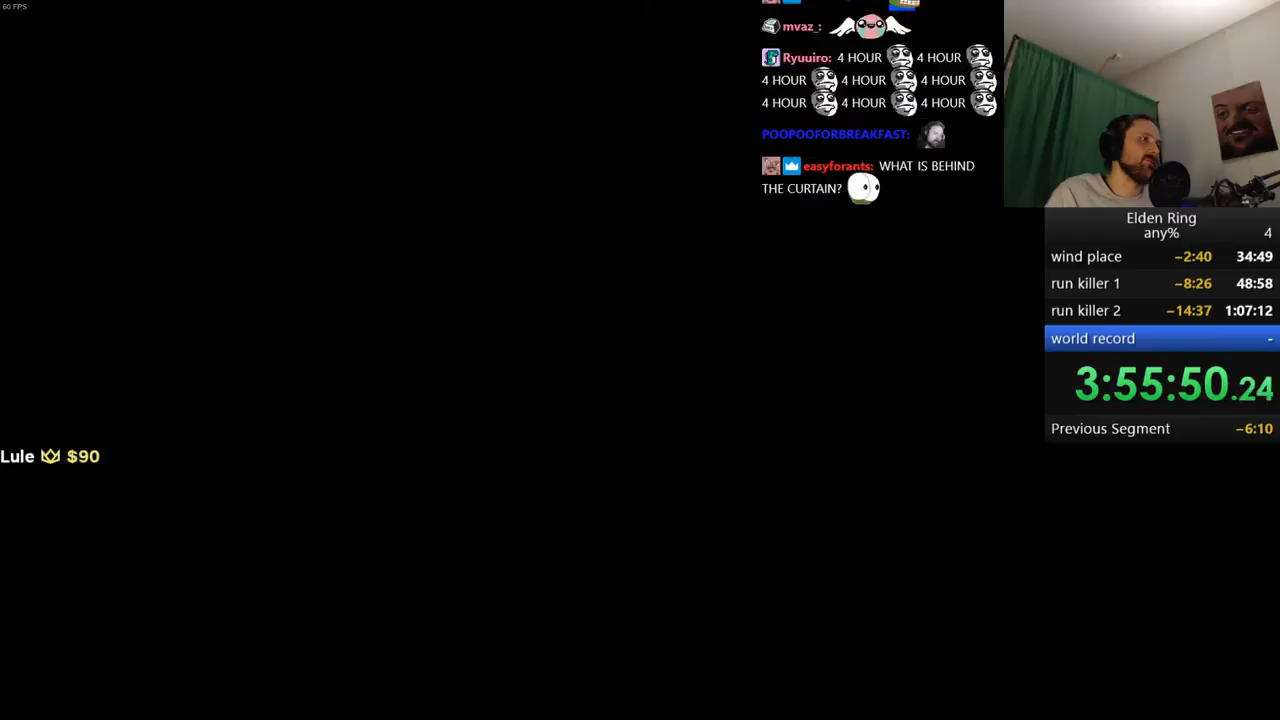 60 FPS
mvaz_:
Ryuuiro: 4 HOUR 4 HOUR
4 HOUR 4 HOUR 4 HOUR
4 HOUR 4 HOUR 4 HOUR
POOPOOFORBREAKFAST:
easyforants: WHAT IS BEHIND
THE CURTAIN?
Elden Ring
any% 4
wind place −2:40 34:49
run killer 1 −8:26 48:58
run killer 2 −14:37 1:07:12
world record -
3:55:50.24
Previous Segment −6:10
Lule $90